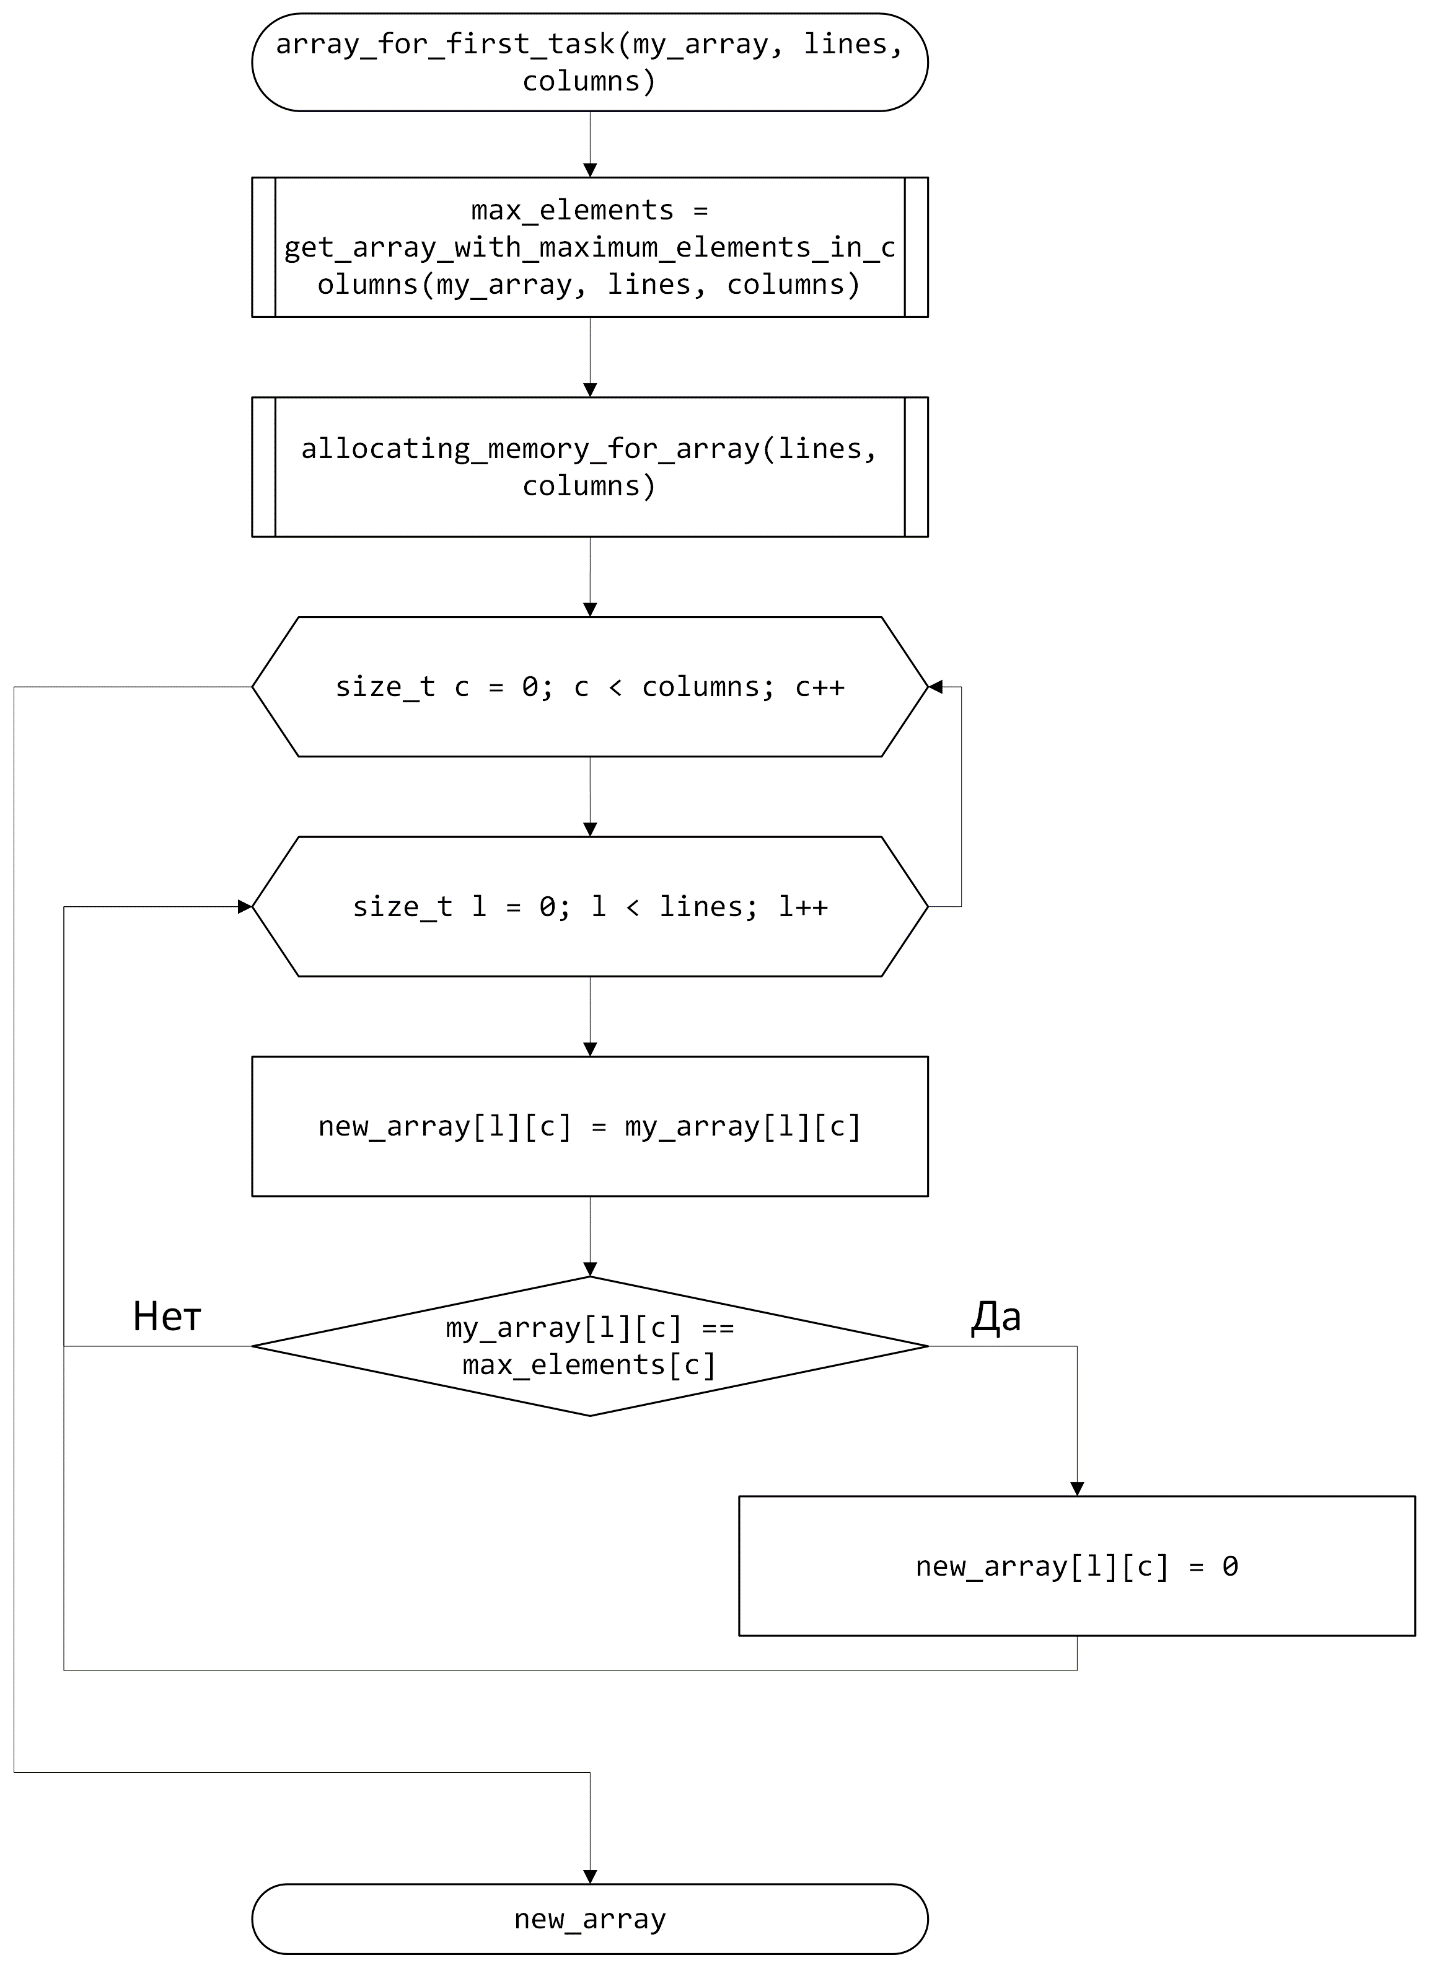 array_for_first_task(my_array, lines,
columns)
max_elements =
get_array_with_maximum_elements_in_c
olumns(my_array, lines, columns)
allocating_memory_for_array(lines,
columns)
size_t c = 0; c < columns; c++
size_t l = 0; l < lines; l++
new_array[l][c] = my_array[l][c]
Нет
Да
my_array[l][c] ==
max_elements[c]
new_array[l][c] = 0
new_array